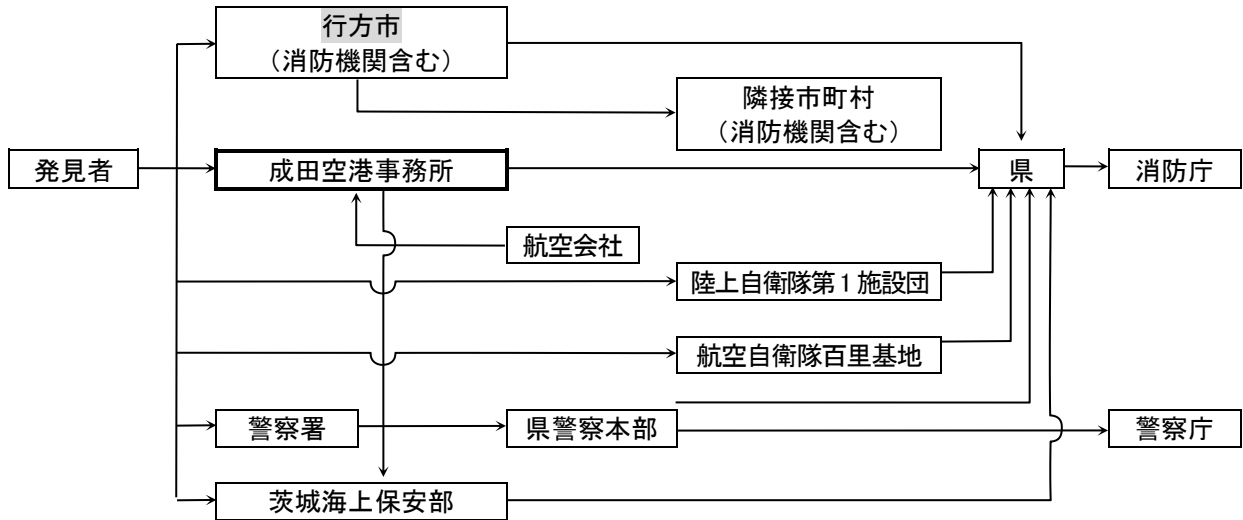 行方市
（消防機関含む）
隣接市町村
（消防機関含む）
発見者
成田空港事務所
県
消防庁
航空会社
陸上自衛隊第１施設団
航空自衛隊百里基地
警察署
県警察本部
警察庁
茨城海上保安部